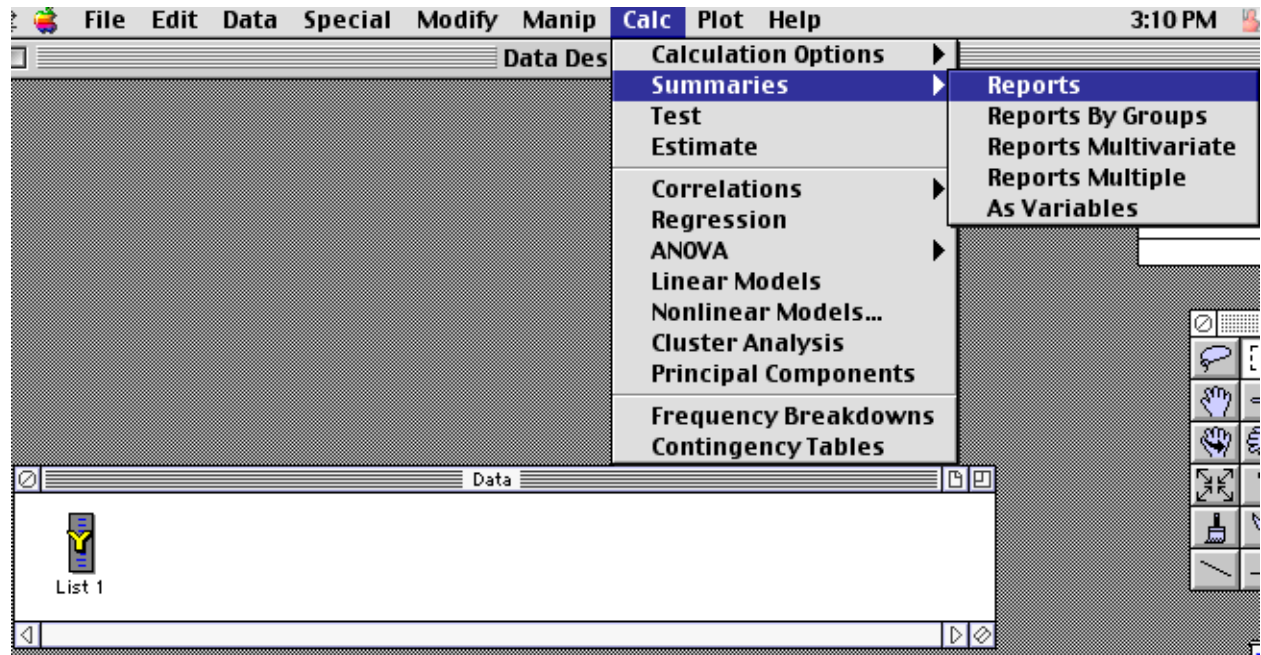 File Edit Data Special Modify Manip Calc Plot Help 3:10 PM
Data Des
Calculation Options
Summaries
Test
Estimate
Correlations
Regression
ANOVA
Linear Models
Nonlinear Models...
Cluster Analysis
Principal Components
Frequency Breakdowns
Contingency Tables
Reports
Reports By Groups
Reports Multivariate
Reports Multiple
As Variables
Data
Y
List 1